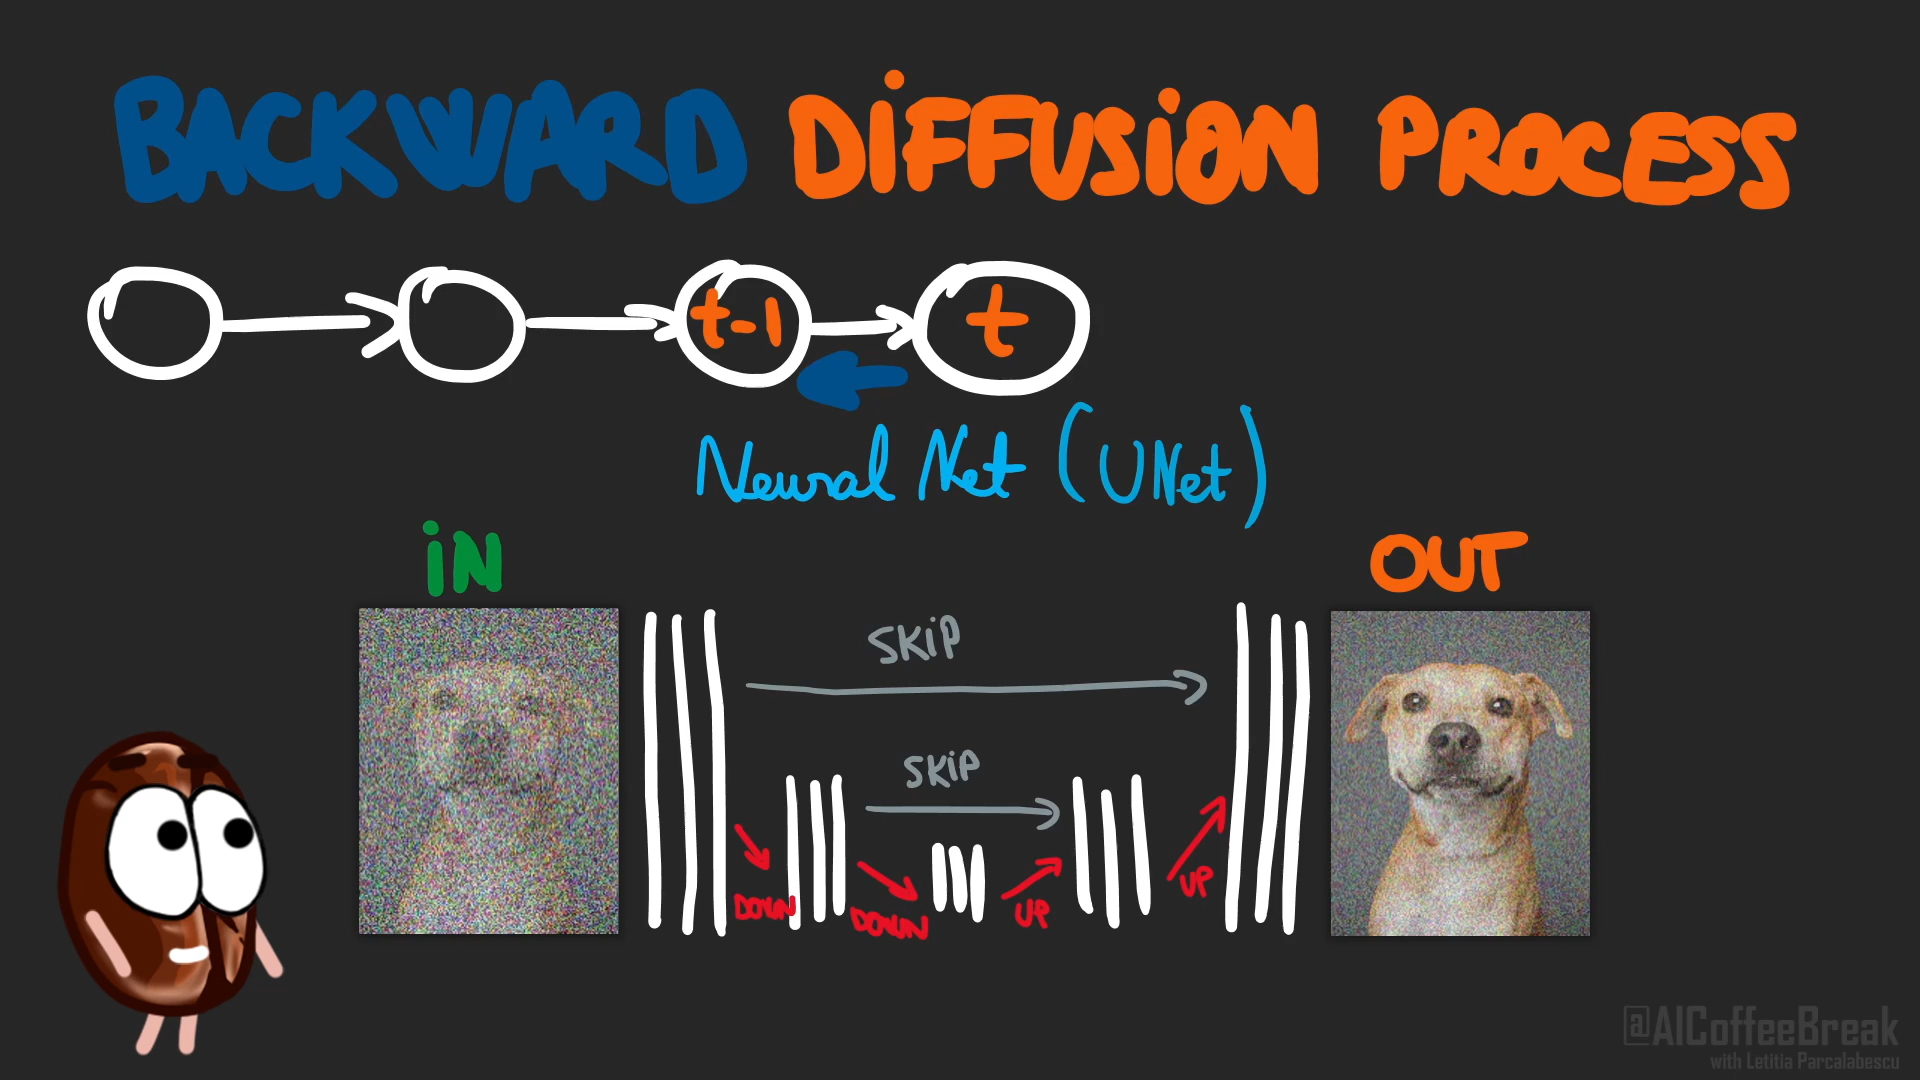 BACKWARD DIFFUSION PROCESS
t-1
t
Neural Net (UNet)
iN
OUT
SKiP
SKiP
DOWN
DOWN
UP
UP
@AICoffeeBreak
with Letitia Parcalabescu